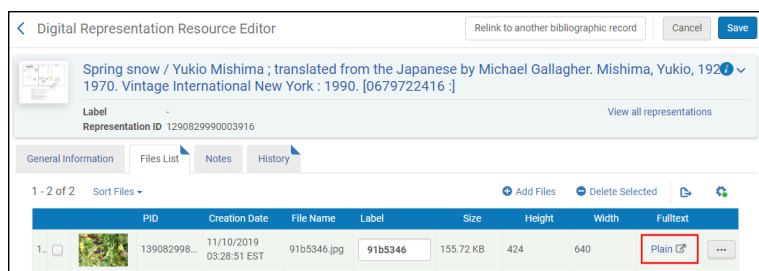 Digital Representation Resource Editor
Relink to another bibliographic record
Cancel
Save
Spring snow / Yukio Mishima ; translated from the Japanese by Michael Gallagher. Mishima, Yukio, 192
1970. Vintage International New York : 1990. [0679722416 :]
Label -
View all representations
Representation ID 1290829990003916
General Information
Files List
Notes
History
1 - 2 of 2
Sort Files
Add Files
Delete Selected
PID
Creation Date
File Name
Label
Size
Height
Width
Fulltext
1..
139082998...
11/10/2019
03:28:51 EST
91b5346.jpg
91b5346
155.72 KB
424
640
Plain
...